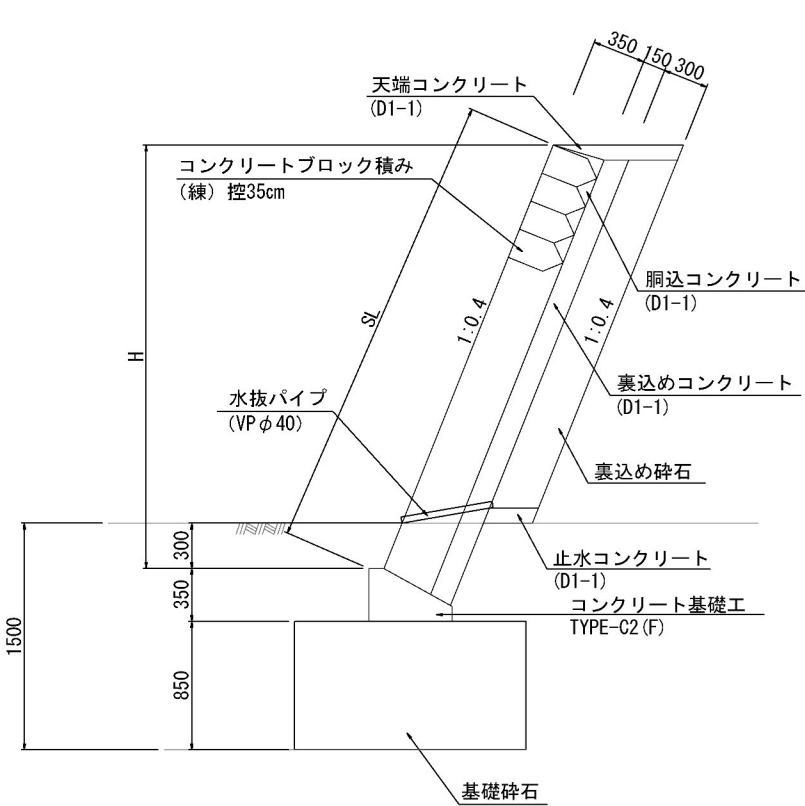 350
150
300
天端コンクリート
(D1-1)
コンクリートブロック積み
(練) 控35cm
胴込コンクリート
(D1-1)
SL
1:0.4
1:0.4
H
裏込めコンクリート
(D1-1)
水抜パイプ
(VPφ40)
裏込め砕石
300
止水コンクリート
(D1-1)
350
コンクリート基礎工
TYPE-C2(F)
1500
850
基礎砕石